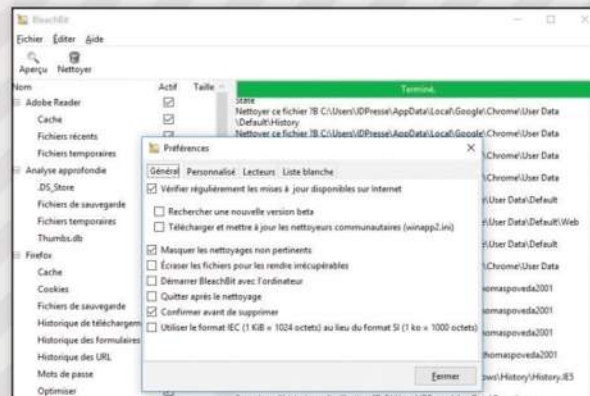 BleachBit
Fichier Éditer Aide
Aperçu Nettoyer
Nom Actif Taille
Terminé.
Adobe Reader
Cache
Fichiers récents
Fichiers temporaires
Analyse approfondie
.DS_Store
Fichiers de sauvegarde
Fichiers temporaires
Thumbs.db
Firefox
Cache
Cookies
Fichiers de sauvegarde
Historique de téléchargem
Historique des formulaires
Historique des URL
Mots de passe
Optimiser
State
Nettoyer ce fichier ?B C:\Users\IDPresse\AppData\Local\Google\Chrome\User Data
\Default\History
Nettoyer ce fichier ?B C:\Users\IDPresse\AppData\Local\Google\Chrome\User Data
\Chrome\User Data
\Chrome\User Data
e\User Data\Default
e\User Data\Default\Web
e\User Data\Default
\Chrome\User Data
omaspoveda2001
omaspoveda2001
omaspoveda2001
homaspoveda2001
ows\History\History.IE5
Préférences
Général Personnalisé Lecteurs Liste blanche
Vérifier régulièrement les mises à jour disponibles sur Internet
Rechercher une nouvelle version beta
Télécharger et mettre à jour les nettoyeurs communautaires (winapp2.ini)
Masquer les nettoyages non pertinents
Écraser les fichiers pour les rendre irrécupérables
Démarrer BleachBit avec l'ordinateur
Quitter après le nettoyage
Confirmer avant de supprimer
Utiliser le format IEC (1 KiB = 1024 octets) au lieu du format SI (1 ko = 1000 octets)
Fermer